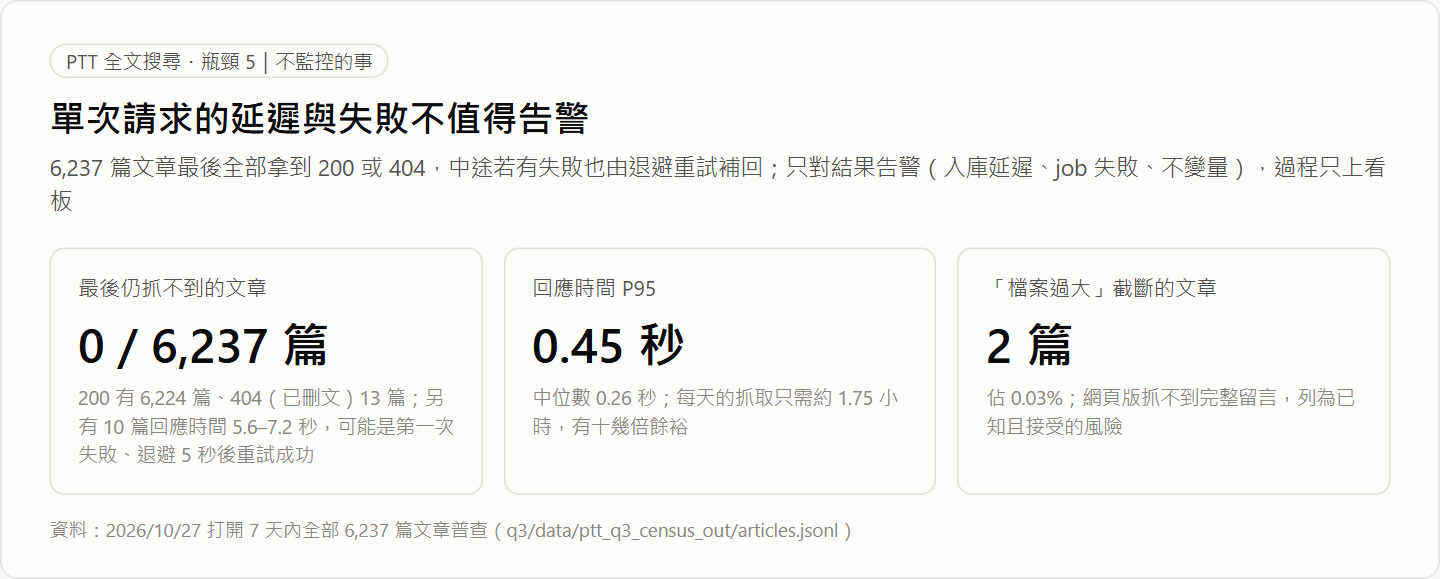 PTT 全文搜尋 · 瓶頸 5 | 不監控的事
單次請求的延遲與失敗不值得告警
6,237 篇文章最後全部拿到 200 或 404，中途若有失敗也由退避重試補回；只對結果告警（入庫延遲、job 失敗、不變量），過程只上看
板
最後仍抓不到的文章
0 / 6,237 篇
200 有 6,224 篇、404（已刪文）13 篇；另
有 10 篇回應時間 5.6–7.2 秒，可能是第一次
失敗、退避 5 秒後重試成功
回應時間 P95
0.45 秒
中位數 0.26 秒；每天的抓取只需約 1.75 小
時，有十幾倍餘裕
「檔案過大」截斷的文章
2 篇
佔 0.03%；網頁版抓不到完整留言，列為已
知且接受的風險
資料：2026/10/27 打開 7 天內全部 6,237 篇文章普查（q3/data/ptt_q3_census_out/articles.jsonl）